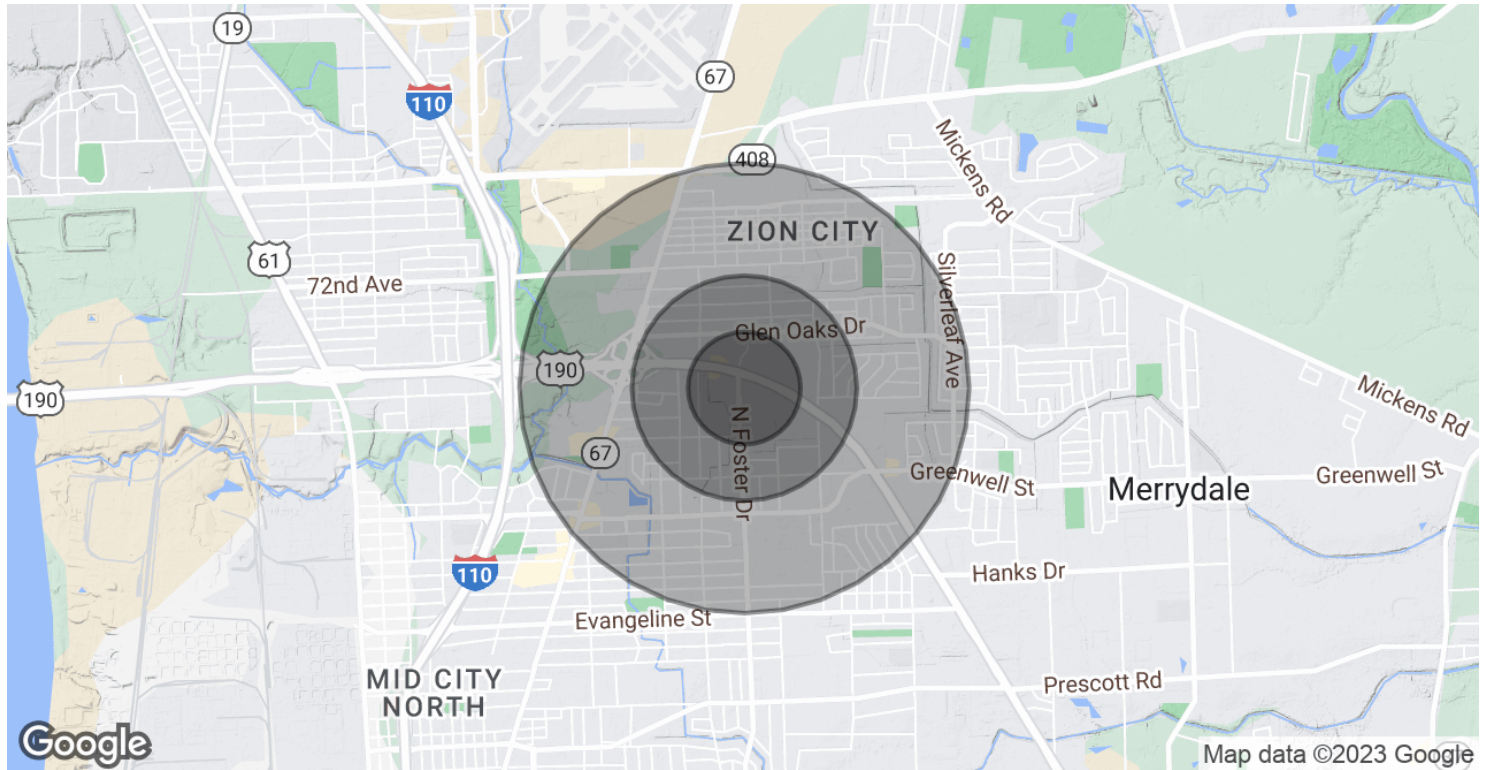 19
110
67
408
Mickens Rd
ZION CITY
61
72nd Ave
Silverleaf Ave
Glen Oaks Dr
190
190
Mickens Rd
N Foster Dr
67
Greenwell St
Greenwell St
Merrydale
110
Hanks Dr
Evangeline St
MID CITY
NORTH
Prescott Rd
Google
Map data ©2023 Google